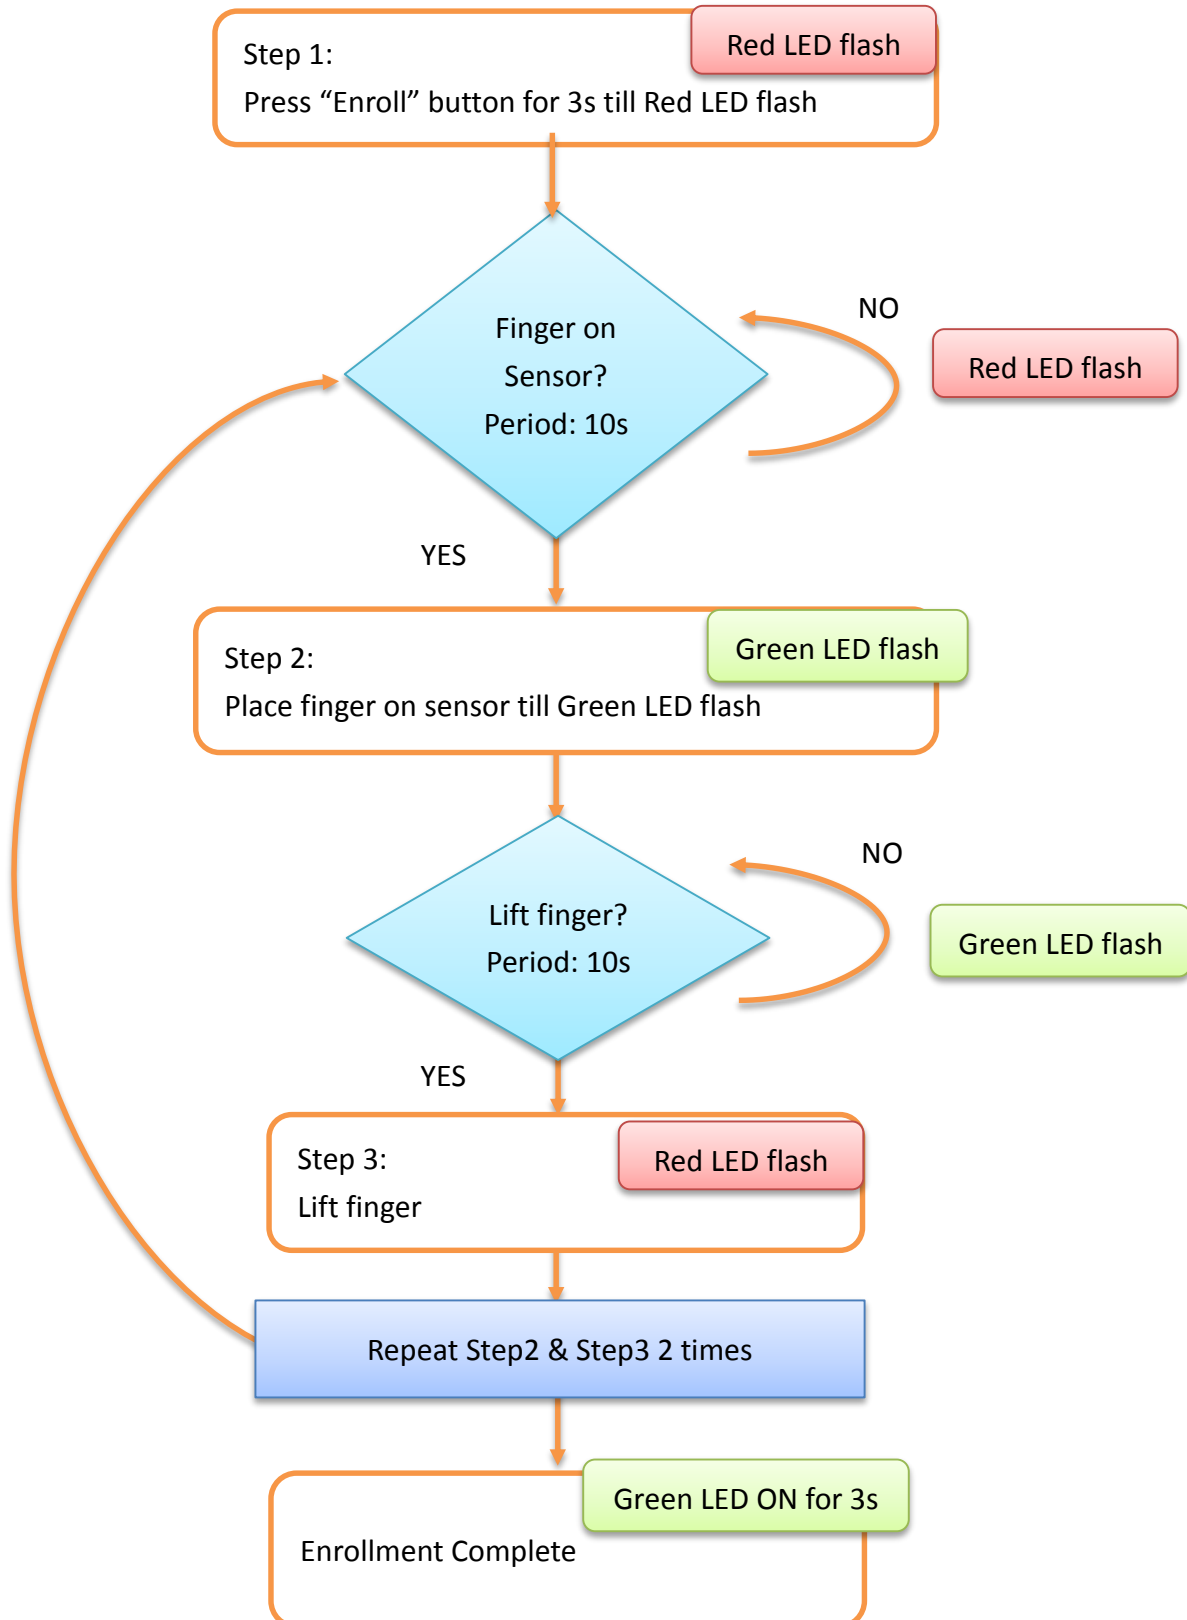 Red LED flash
Step 1:
Press “Enroll” button for 3s till Red LED flash
Finger on
Sensor?
Period: 10s
NO
Red LED flash
YES
Green LED flash
Step 2:
Place finger on sensor till Green LED flash
NO
Lift finger?
Period: 10s
Green LED flash
YES
Step 3:
Red LED flash
Lift finger
Repeat Step2 & Step3 2 times
Green LED ON for 3s
Enrollment Complete